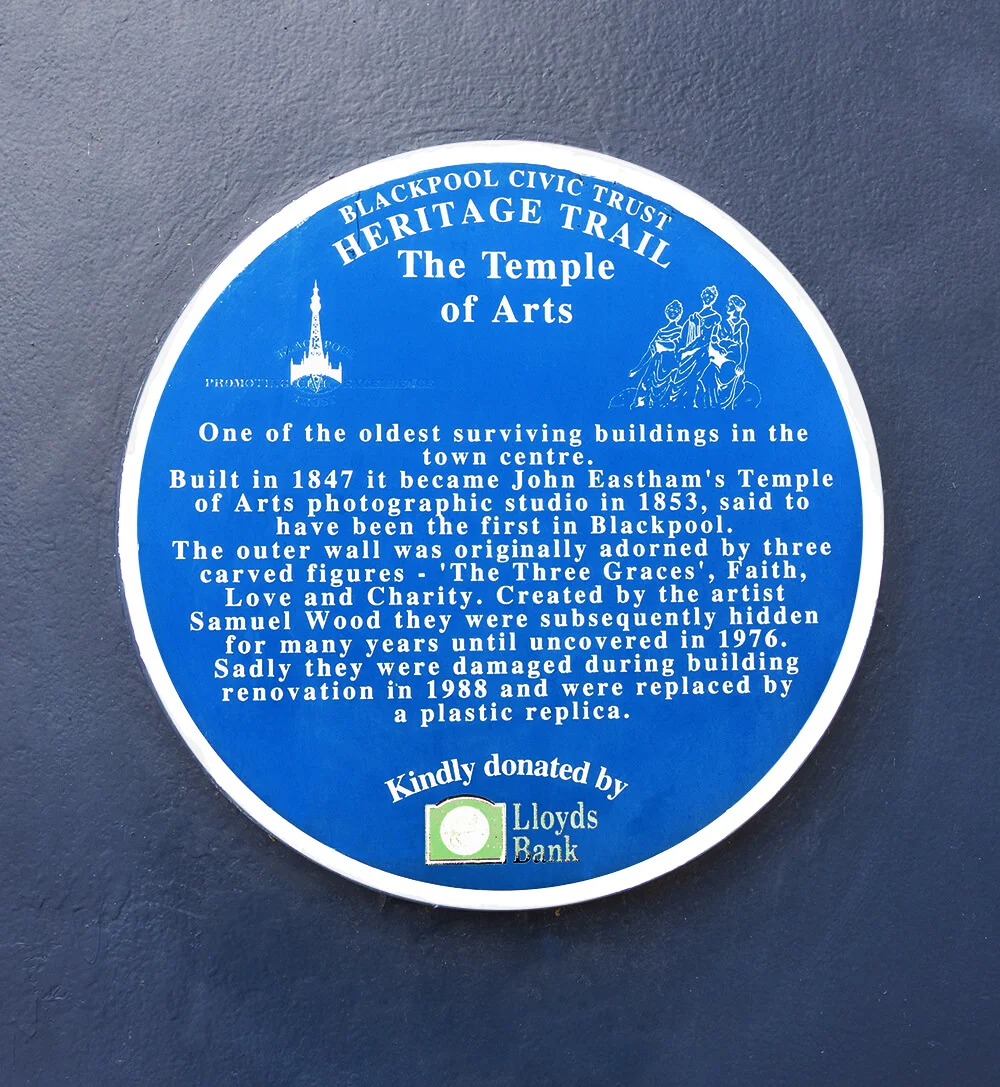 BLACKPOOL CIVIC TRUST
HERITAGE TRAIL
The Temple
of Arts
BLACKPOOL
PROMOTING CIVIC EXCELLENCE
TRUST
One of the oldest surviving buildings in the
town centre.
Built in 1847 it became John Eastham's Temple
of Arts photographic studio in 1853, said to
have been the first in Blackpool.
The outer wall was originally adorned by three
carved figures - 'The Three Graces', Faith,
Love and Charity. Created by the artist
Samuel Wood they were subsequently hidden
for many years until uncovered in 1976.
Sadly they were damaged during building
renovation in 1988 and were replaced by
a plastic replica.
Kindly donated by
Lloyds
Bank